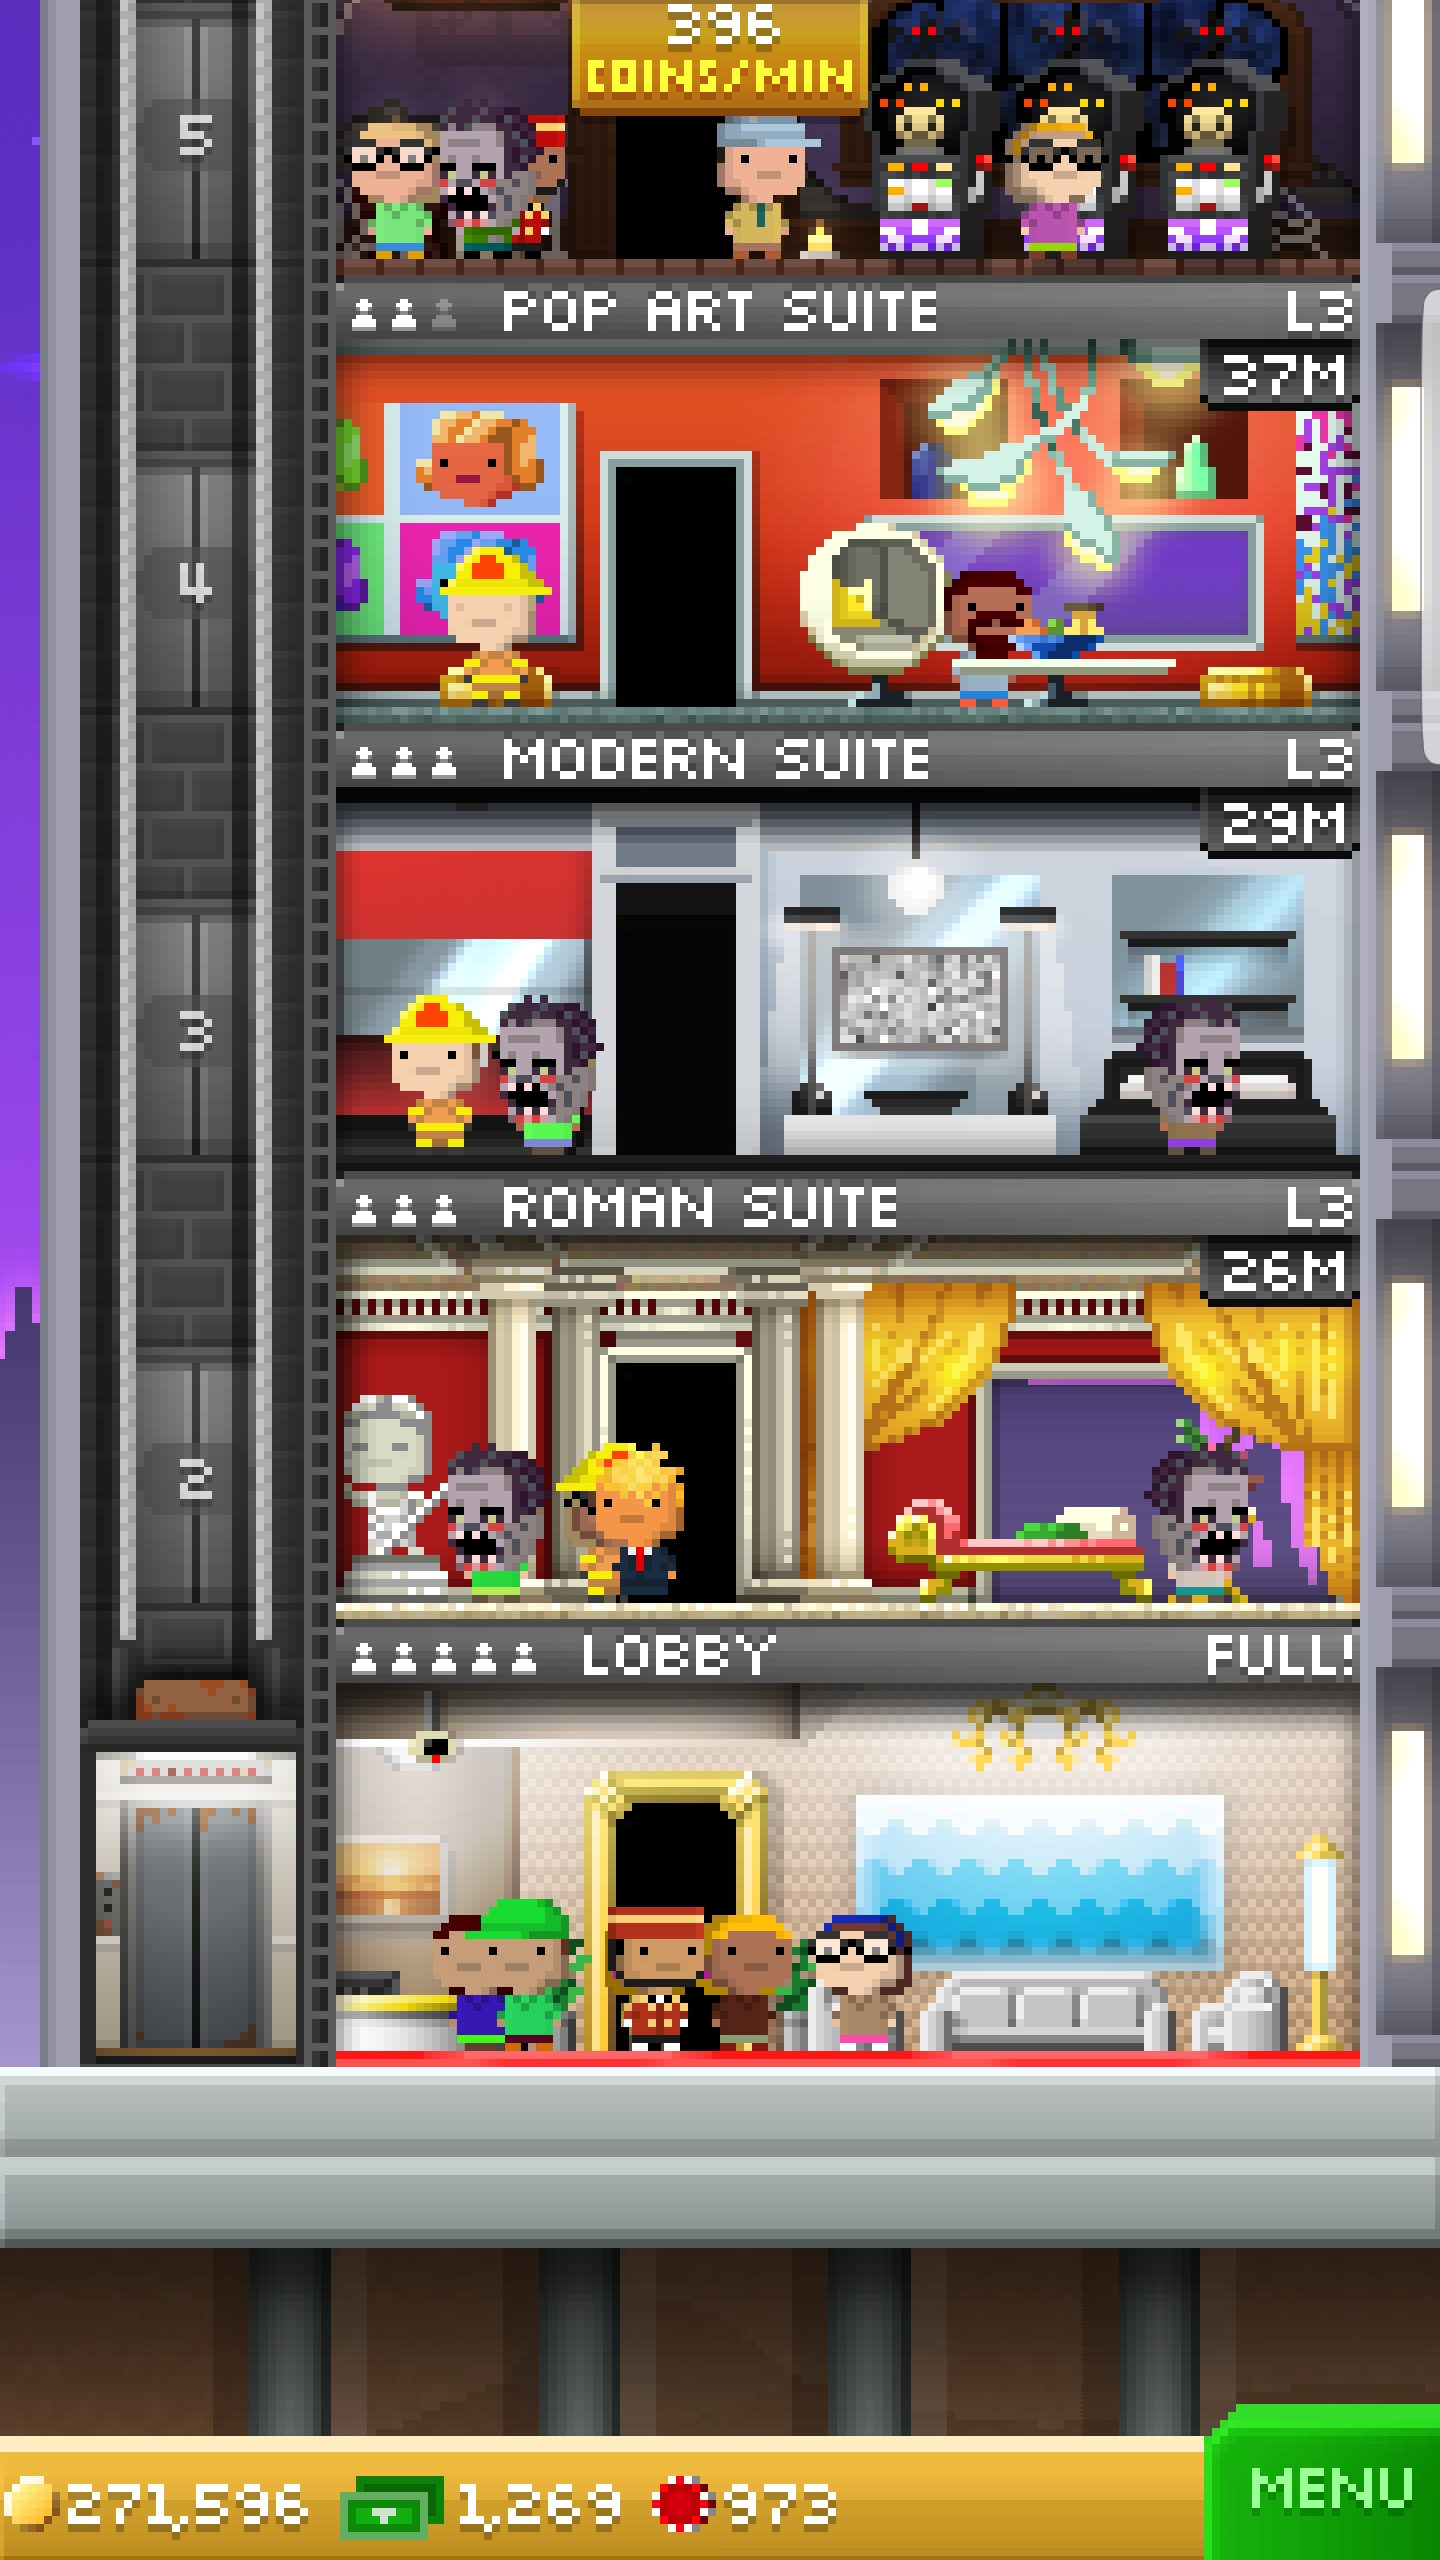 396
COINS/MIN
5
POP ART SUITE L3
37M
4
MODERN SUITE L3
29M
3
ROMAN SUITE L3
26M
2
LOBBY FULL!
271,596 1,269 973
MENU